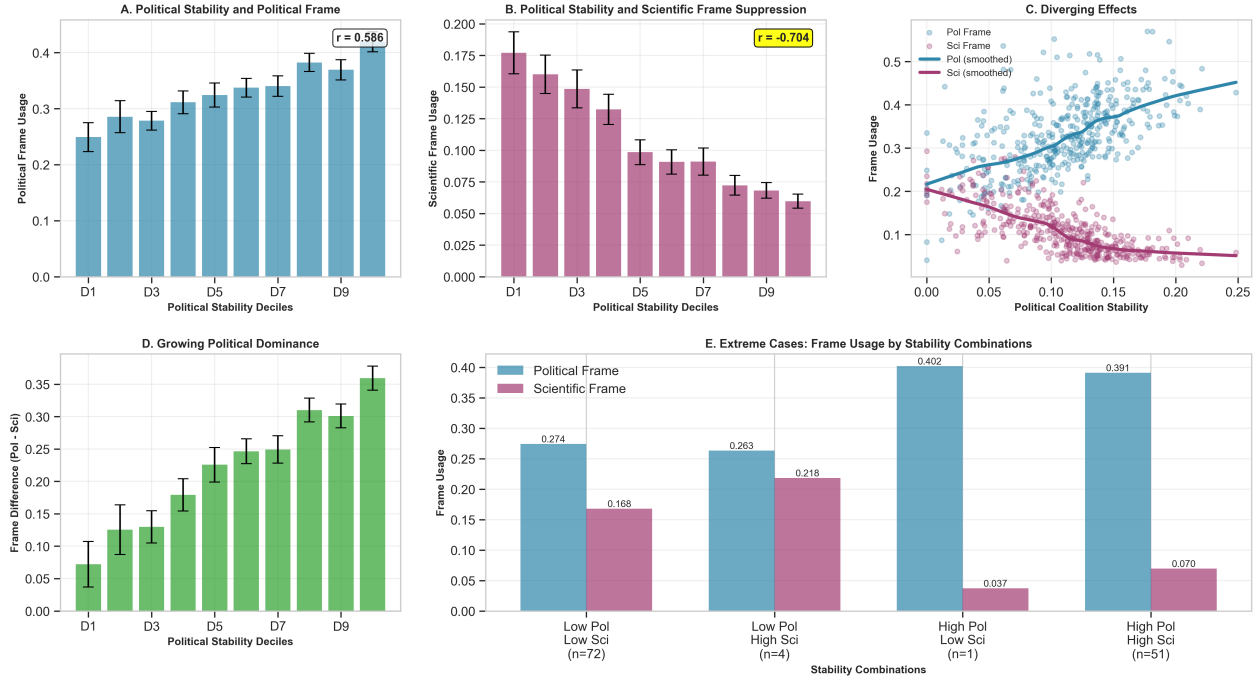 A. Political Stability and Political Frame
r = 0.586
Political Frame Usage
0.4
0.3
0.2
0.1
0.0
D1 D3 D5 D7 D9
Political Stability Deciles
B. Political Stability and Scientific Frame Suppression
r = -0.704
Scientific Frame Usage
0.200
0.175
0.150
0.125
0.100
0.075
0.050
0.025
0.000
D1 D3 D5 D7 D9
Political Stability Deciles
C. Diverging Effects
Pol Frame
Sci Frame
Pol (smoothed)
Sci (smoothed)
Frame Usage
0.5
0.4
0.3
0.2
0.1
0.00 0.05 0.10 0.15 0.20 0.25
Political Coalition Stability
D. Growing Political Dominance
Frame Difference (Pol - Sci)
0.35
0.30
0.25
0.20
0.15
0.10
0.05
0.00
D1 D3 D5 D7 D9
Political Stability Deciles
E. Extreme Cases: Frame Usage by Stability Combinations
Political Frame
Scientific Frame
Frame Usage
0.40
0.35
0.30
0.25
0.20
0.15
0.10
0.05
0.00
0.274
0.168
0.263
0.218
0.402
0.037
0.391
0.070
Low Pol
Low Sci
(n=72)
Low Pol
High Sci
(n=4)
High Pol
Low Sci
(n=1)
High Pol
High Sci
(n=51)
Stability Combinations